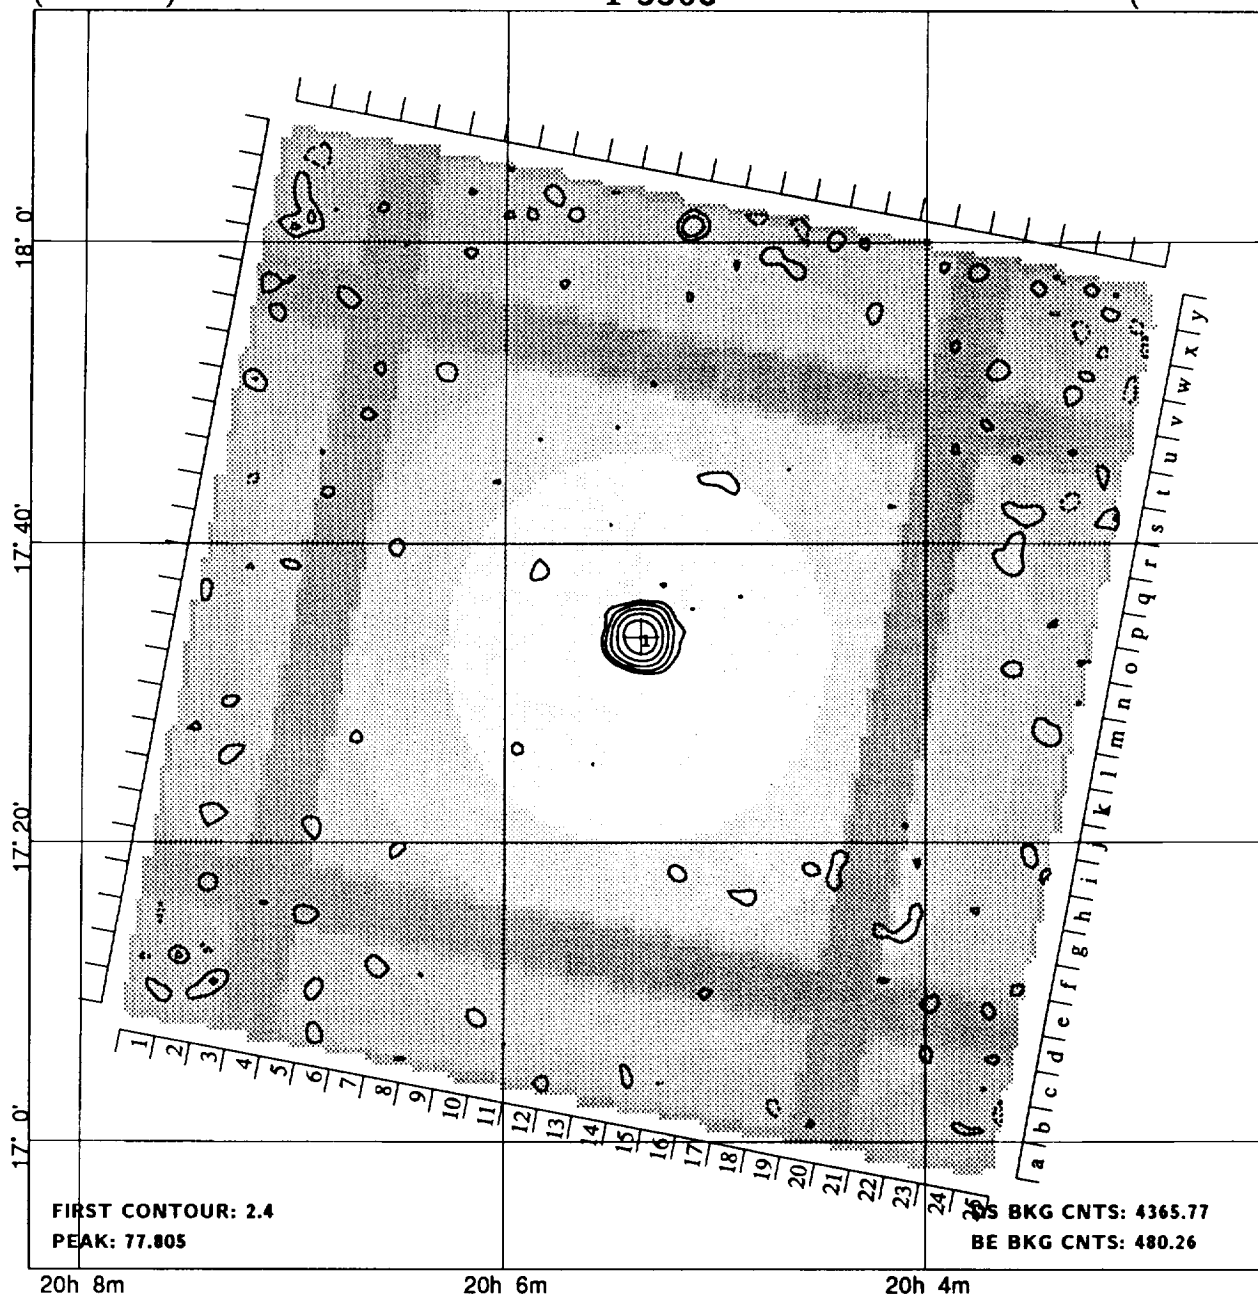 18° 0'
y
x
w
v
u
t
s
17° 40'
r
q
p
o
n
m
l
17° 20'
k
j
i
h
g
f
e
d
c
b
a
17° 0'
1 2 3 4 5 6 7 8 9 10 11 12 13 14 15 16 17 18 19 20 21 22 23 24 25
1
FIRST CONTOUR: 2.4
BKG CNTS: 4365.77
PEAK: 77.805
BE BKG CNTS: 480.26
20h 8m
20h 6m
20h 4m